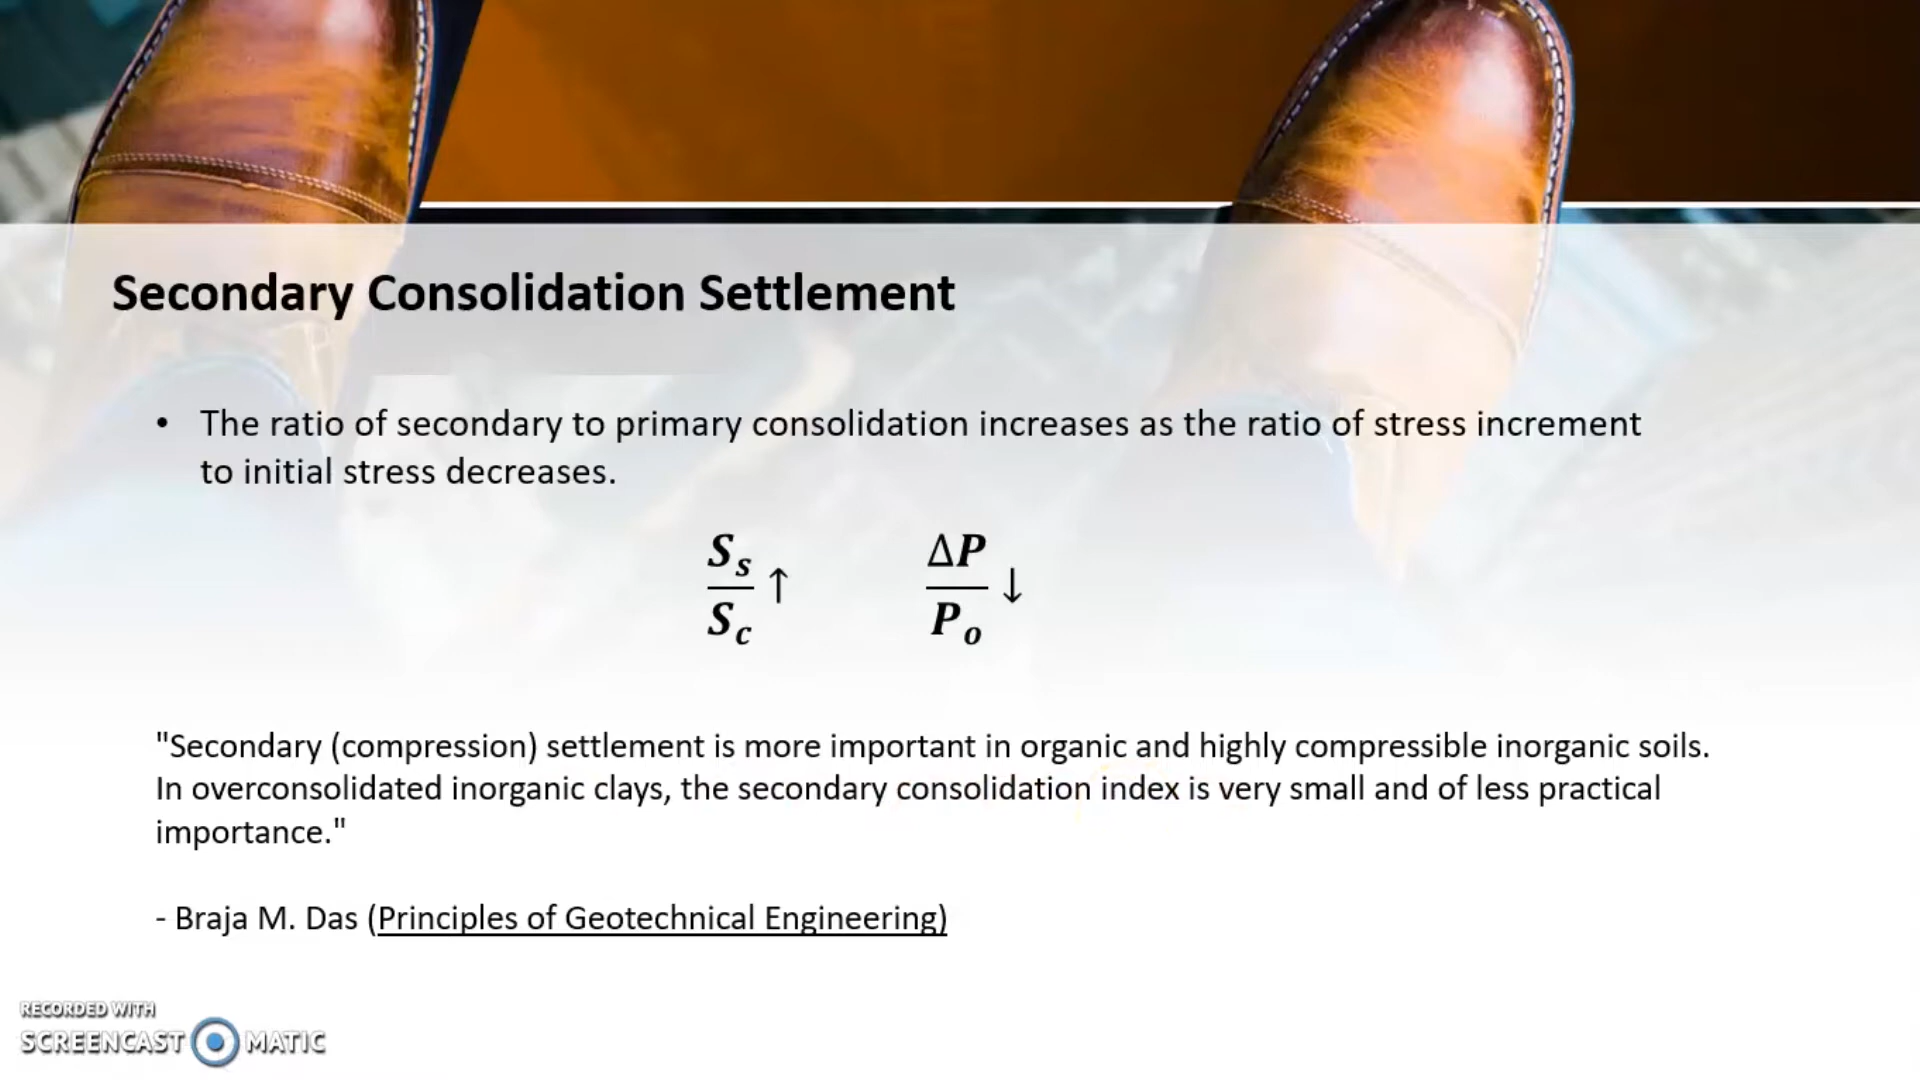 Secondary Consolidation Settlement
• The ratio of secondary to primary consolidation increases as the ratio of stress increment
to initial stress decreases.
S_s/S_c ↑ ΔP/P_o ↓
"Secondary (compression) settlement is more important in organic and highly compressible inorganic soils.
In overconsolidated inorganic clays, the secondary consolidation index is very small and of less practical
importance."
- Braja M. Das (Principles of Geotechnical Engineering)
RECORDED WITH
SCREENCAST MATIC